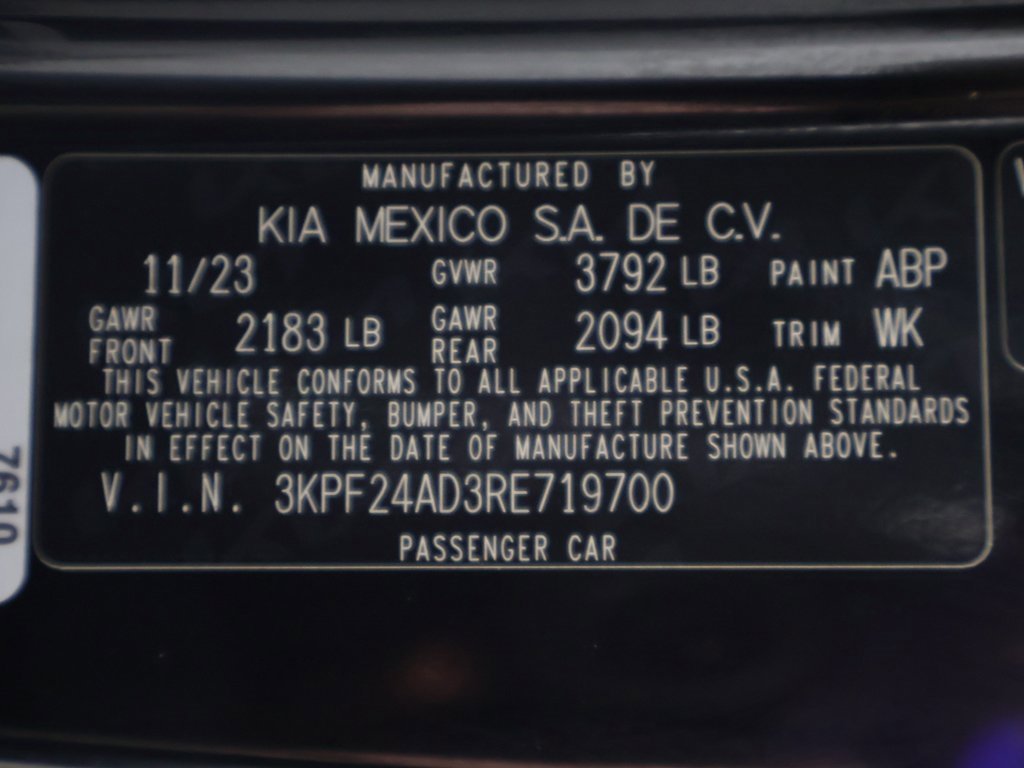 MANUFACTURED BY
KIA MEXICO S.A. DE C.V.
11/23 GVWR 3792 LB PAINT ABP
GAWR FRONT 2183 LB GAWR REAR 2094 LB TRIM WK
THIS VEHICLE CONFORMS TO ALL APPLICABLE U.S.A. FEDERAL
MOTOR VEHICLE SAFETY, BUMPER, AND THEFT PREVENTION STANDARDS
IN EFFECT ON THE DATE OF MANUFACTURE SHOWN ABOVE.
V.I.N. 3KPF24AD3RE719700
PASSENGER CAR
7610